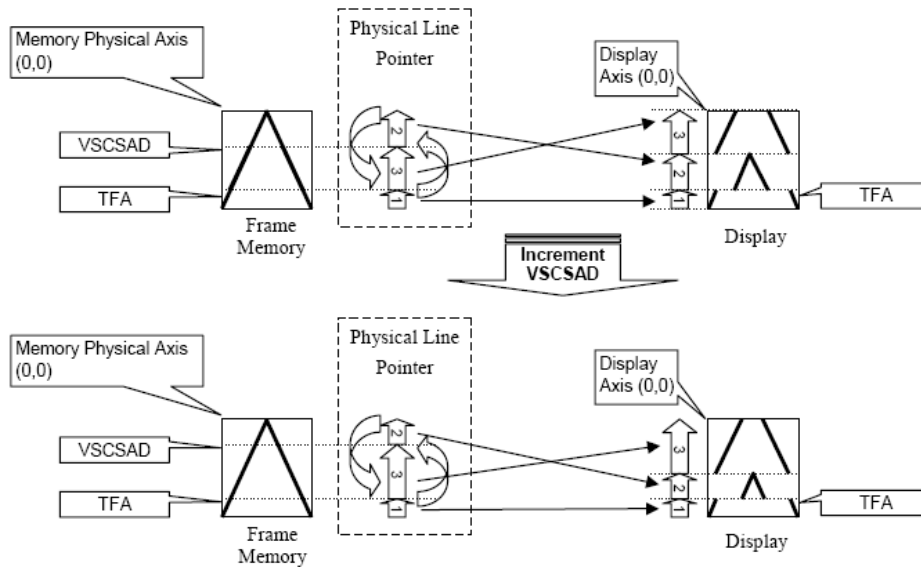 Memory Physical Axis
(0,0)
Physical Line
Pointer
Display
Axis (0,0)
VSCSAD
TFA
2
3
1
3
2
1
TFA
Frame
Memory
Display
Increment
VSCSAD
Memory Physical Axis
(0,0)
Physical Line
Pointer
Display
Axis (0,0)
VSCSAD
TFA
2
3
1
3
2
1
TFA
Frame
Memory
Display